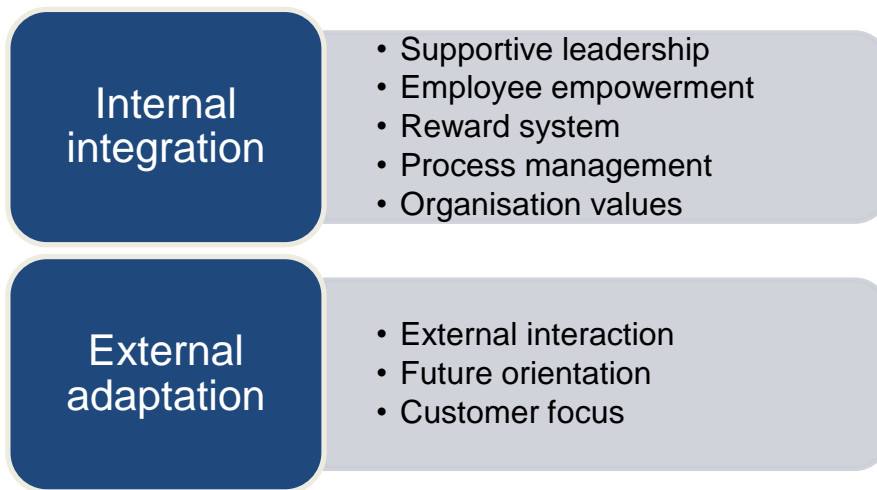 Internal
integration
• Supportive leadership
• Employee empowerment
• Reward system
• Process management
• Organisation values
External
adaptation
• External interaction
• Future orientation
• Customer focus